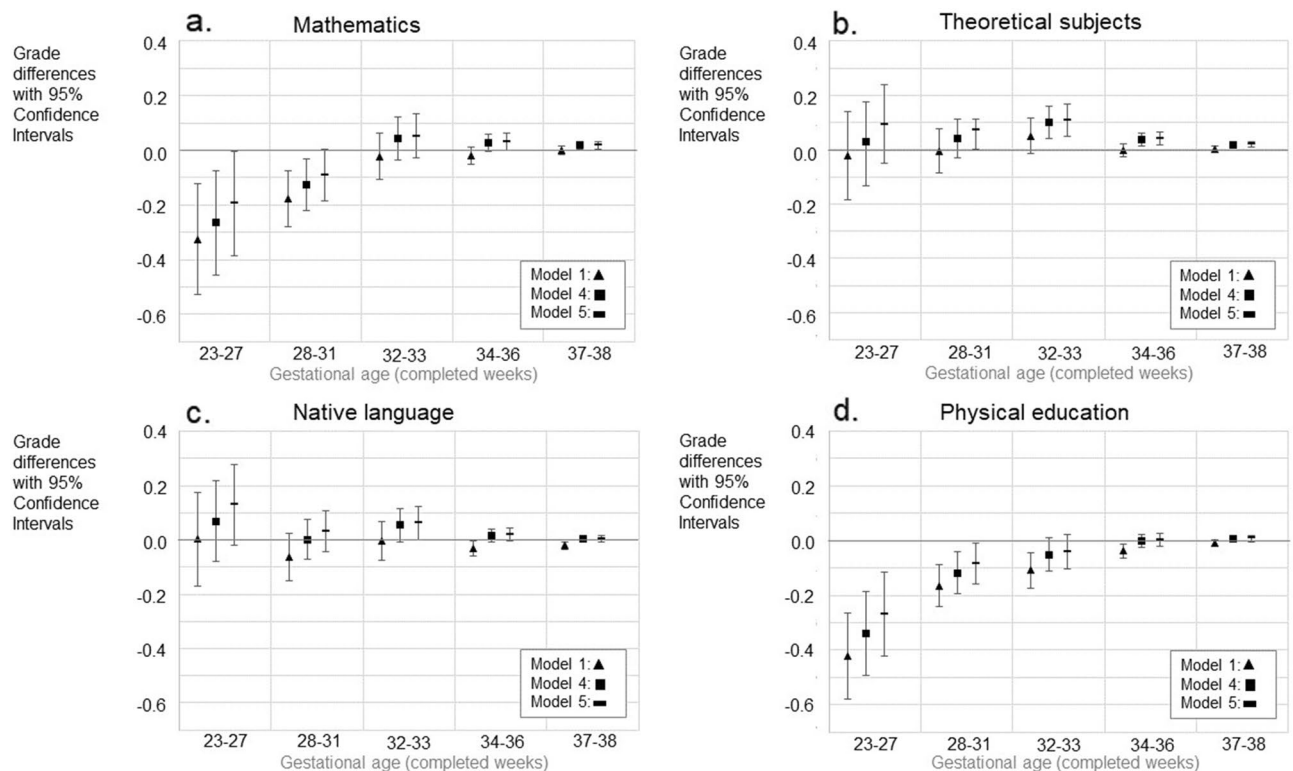 a. Mathematics
Grade
differences
with 95%
Confidence
Intervals
0.4
0.2
0.0
-0.2
-0.4
-0.6
Model 1:
Model 4:
Model 5:
23-27 28-31 32-33 34-36 37-38
Gestational age (completed weeks)
b. Theoretical subjects
Grade
differences
with 95%
Confidence
Intervals
0.4
0.2
0.0
-0.2
-0.4
-0.6
Model 1:
Model 4:
Model 5:
23-27 28-31 32-33 34-36 37-38
Gestational age (completed weeks)
c. Native language
Grade
differences
with 95%
Confidence
Intervals
0.4
0.2
0.0
-0.2
-0.4
-0.6
Model 1:
Model 4:
Model 5:
23-27 28-31 32-33 34-36 37-38
Gestational age (completed weeks)
d. Physical education
Grade
differences
with 95%
Confidence
Intervals
0.4
0.2
0.0
-0.2
-0.4
-0.6
Model 1:
Model 4:
Model 5:
23-27 28-31 32-33 34-36 37-38
Gestational age (completed weeks)